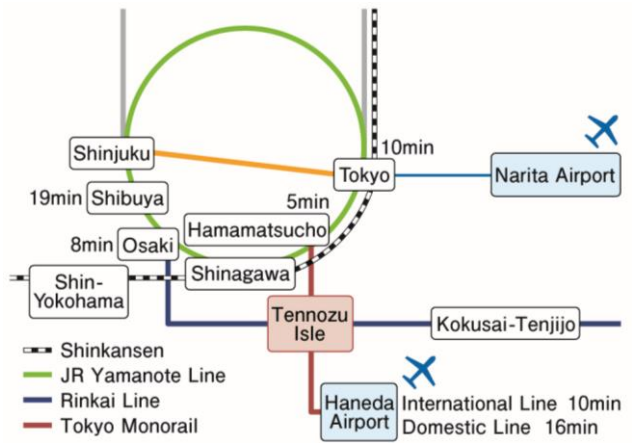 10min
Shinjuku
Tokyo
Narita Airport
19min
Shibuya
5min
Hamamatsucho
8min
Osaki
Shinagawa
Shin-
Yokohama
Tennozu
Isle
Kokusai-Tenjijo
Shinkansen
JR Yamanote Line
Rinkai Line
Tokyo Monorail
Haneda
Airport
International Line 10min
Domestic Line 16min